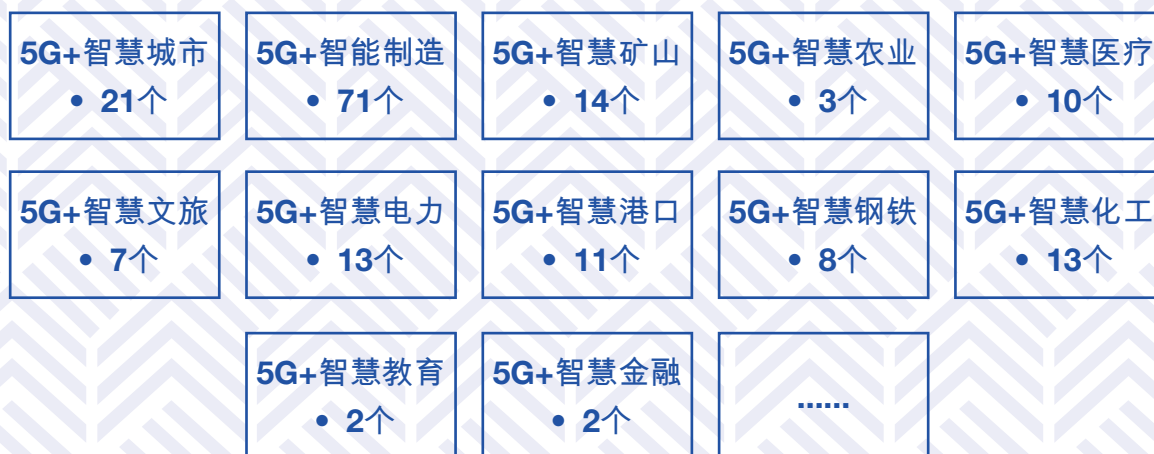 5G+智慧城市
• 21个
5G+智能制造
• 71个
5G+智慧矿山
• 14个
5G+智慧农业
• 3个
5G+智慧医疗
• 10个
5G+智慧文旅
• 7个
5G+智慧电力
• 13个
5G+智慧港口
• 11个
5G+智慧钢铁
• 8个
5G+智慧化工
• 13个
5G+智慧教育
• 2个
5G+智慧金融
• 2个
......